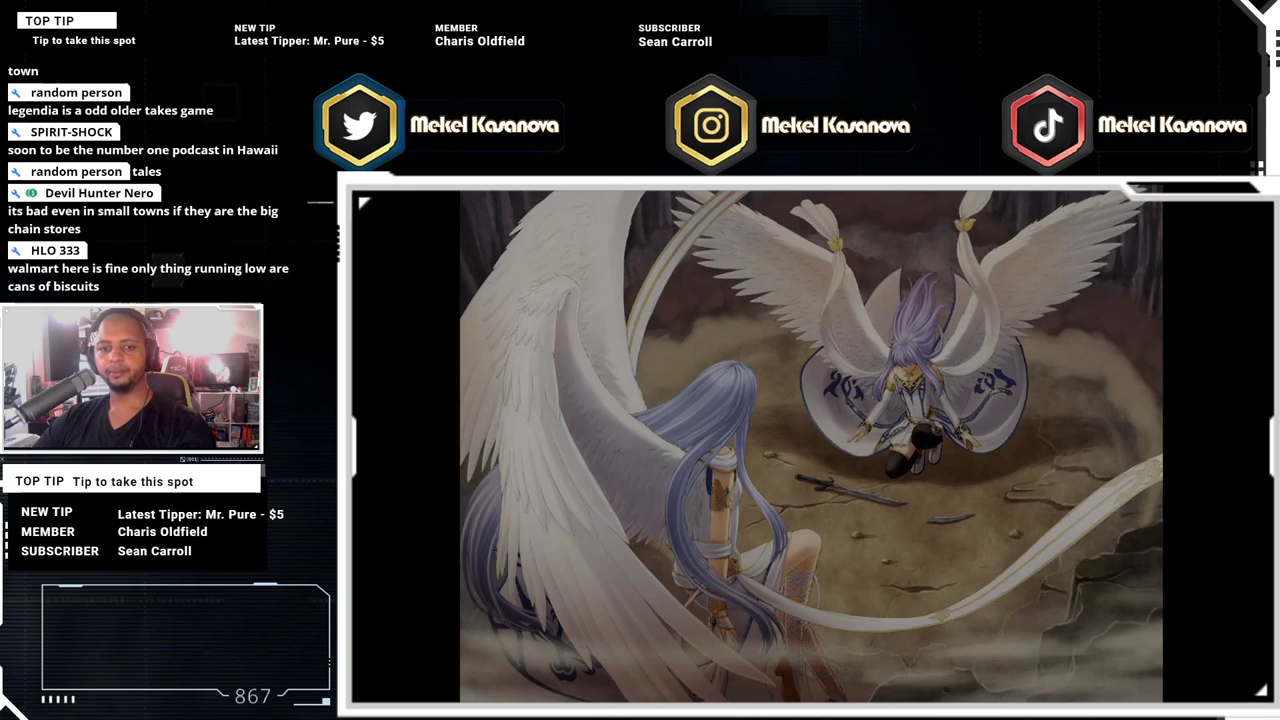 TOP TIP
Tip to take this spot
NEW TIP
Latest Tipper: Mr. Pure - $5
MEMBER
Charis Oldfield
SUBSCRIBER
Sean Carroll
town
random person
legendia is a odd older takes game
SPIRIT-SHOCK
soon to be the number one podcast in Hawaii
random person tales
Devil Hunter Nero
its bad even in small towns if they are the big
chain stores
HLO 333
walmart here is fine only thing running low are
cans of biscuits
Mekel Kasanova
Mekel Kasanova
Mekel Kasanova
TOP TIP Tip to take this spot
NEW TIP Latest Tipper: Mr. Pure - $5
MEMBER Charis Oldfield
SUBSCRIBER Sean Carroll
867